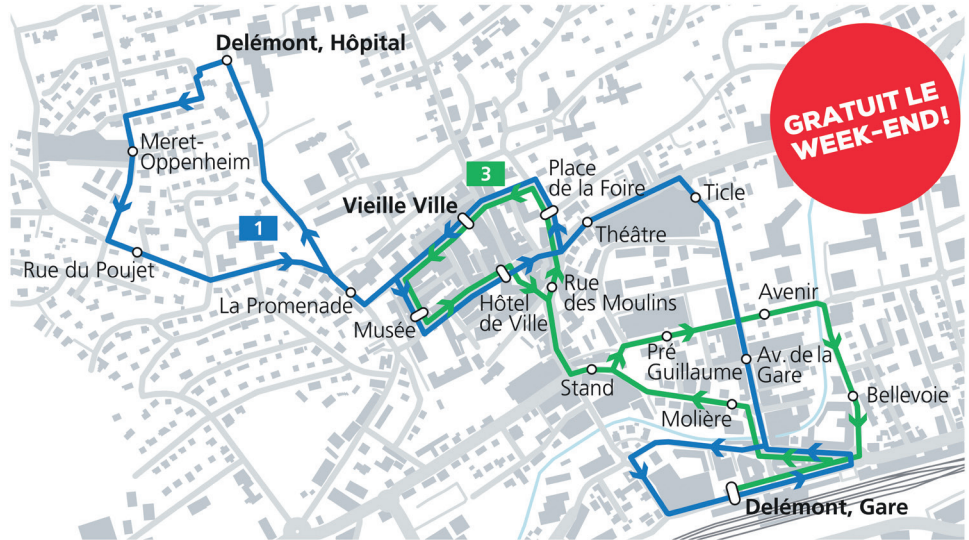 Delémont, Hôpital
GRATUIT LE
WEEK-END!
Meret-
Oppenheim
3
Place
de la Foire
Ticle
Vieille Ville
1
Théâtre
Rue du Poujet
La Promenade
Musée
Hôtel
de Ville
Rue
des Moulins
Avenir
Pré
Guillaume
Av. de la
Gare
Stand
Bellevoie
Molière
Delémont, Gare